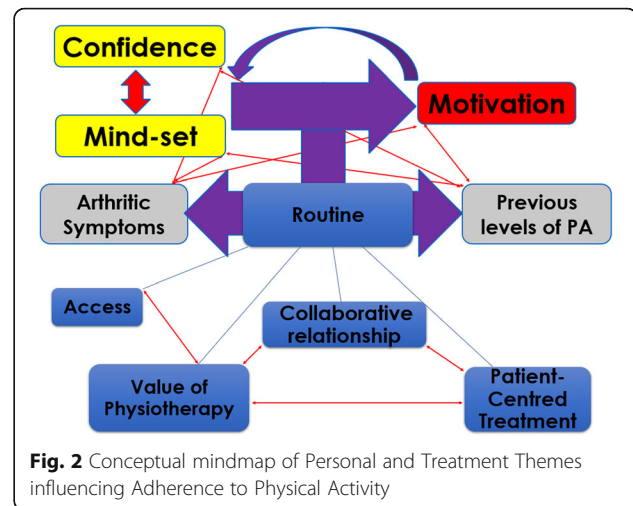 Confidence
Motivation
Mind-set
Arthritic
Symptoms
Routine
Previous
levels of PA
Access
Collaborative
relationship
Value of
Physiotherapy
Patient-
Centred
Treatment
Fig. 2 Conceptual mindmap of Personal and Treatment Themes
influencing Adherence to Physical Activity